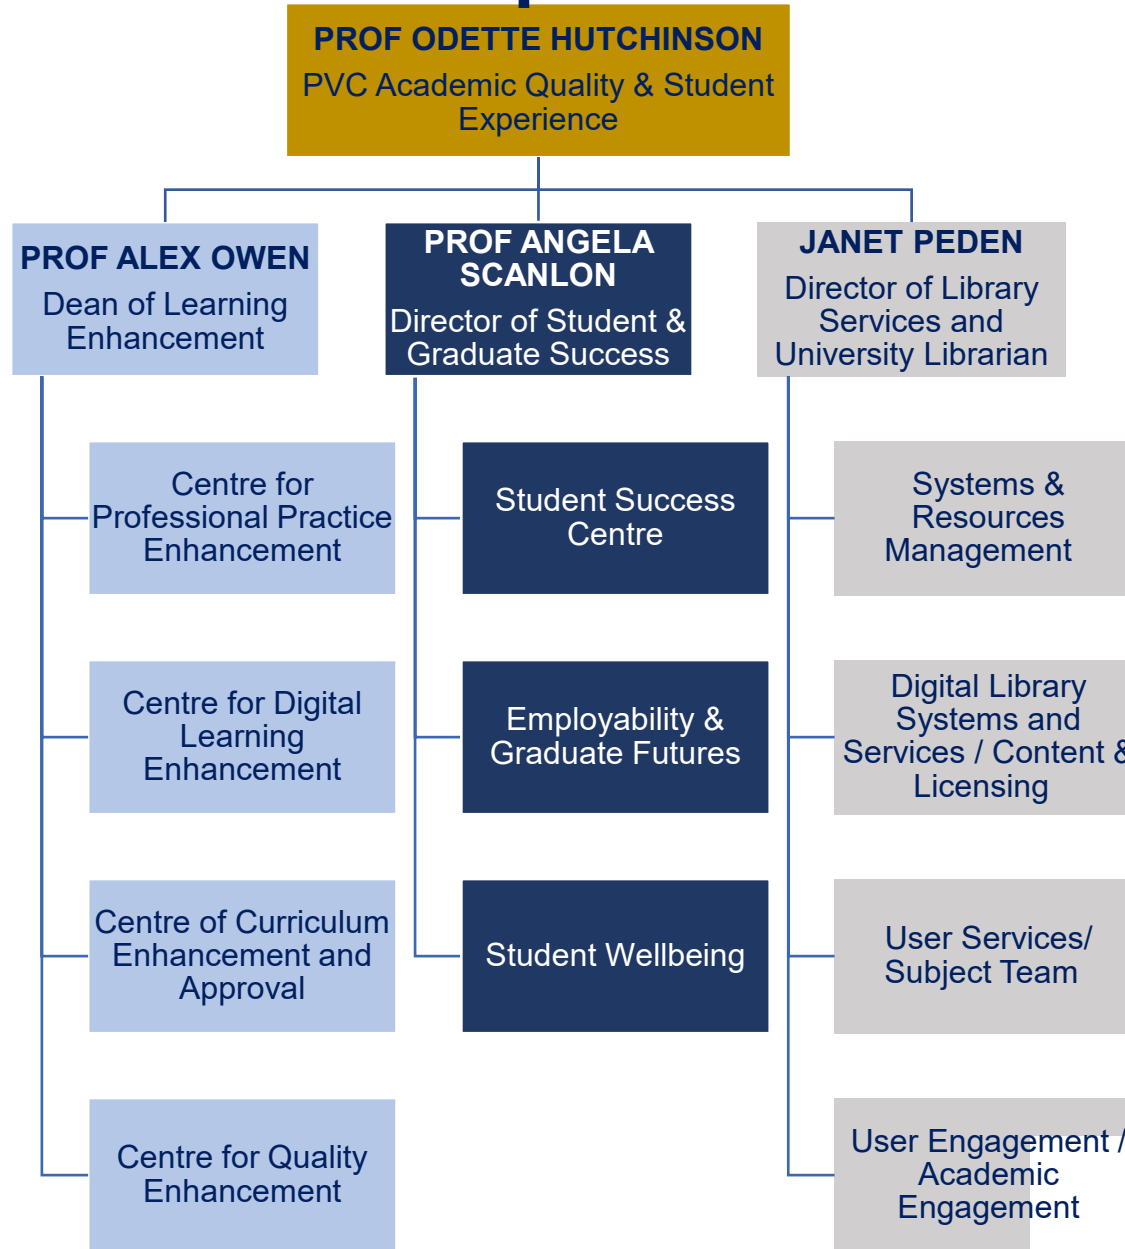 PROF ODETTE HUTCHINSON
PVC Academic Quality & Student
Experience
PROF ALEX OWEN
Dean of Learning
Enhancement
Centre for
Professional Practice
Enhancement
Centre for Digital
Learning
Enhancement
Centre of Curriculum
Enhancement and
Approval
Centre for Quality
Enhancement
PROF ANGELA
SCANLON
Director of Student &
Graduate Success
Student Success
Centre
Employability &
Graduate Futures
Student Wellbeing
JANET PEDEN
Director of Library
Services and
University Librarian
Systems &
Resources
Management
Digital Library
Systems and
Services / Content &
Licensing
User Services/
Subject Team
User Engagement /
Academic
Engagement